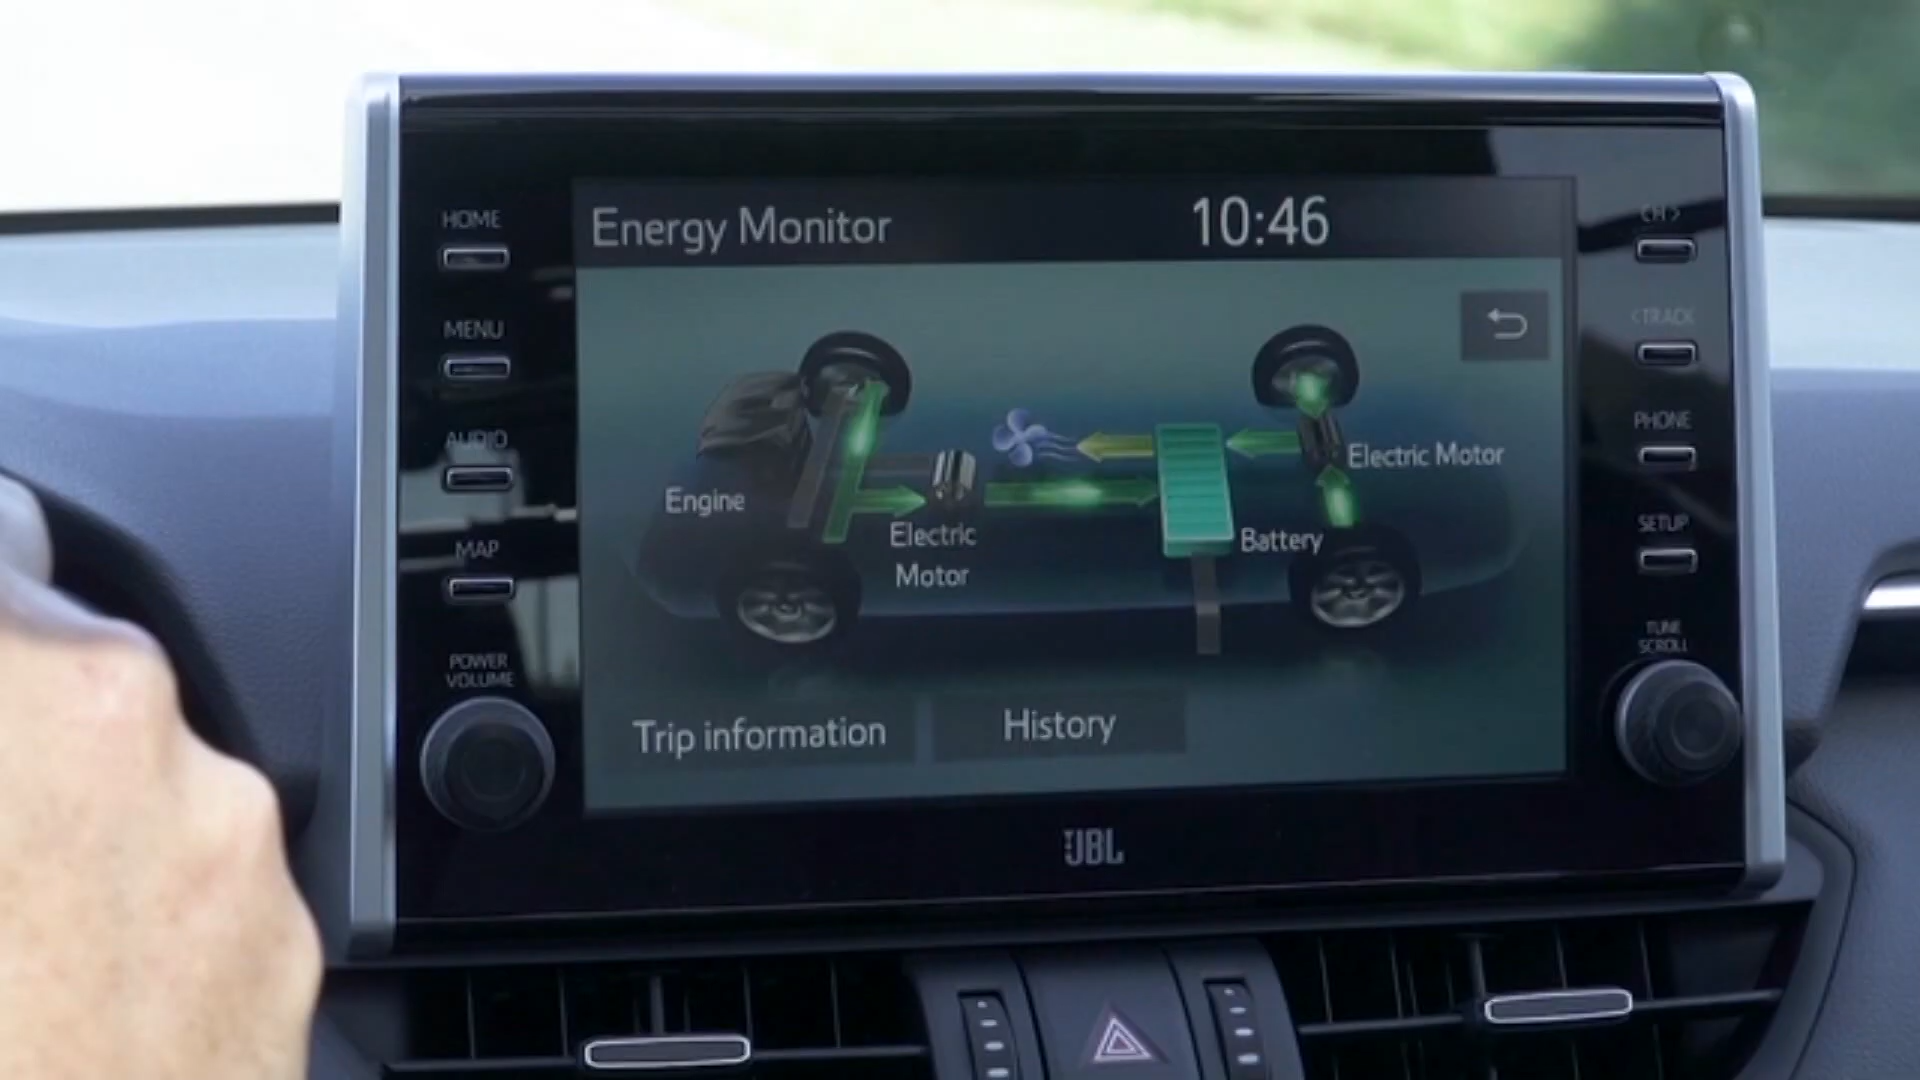 HOME
MENU
AUDIO
MAP
POWER
VOLUME
Energy Monitor
10:46
Engine
Electric
Motor
Battery
Electric Motor
Trip information
History
<TRACK
PHONE
SETUP
TUNE
SCROLL
JBL